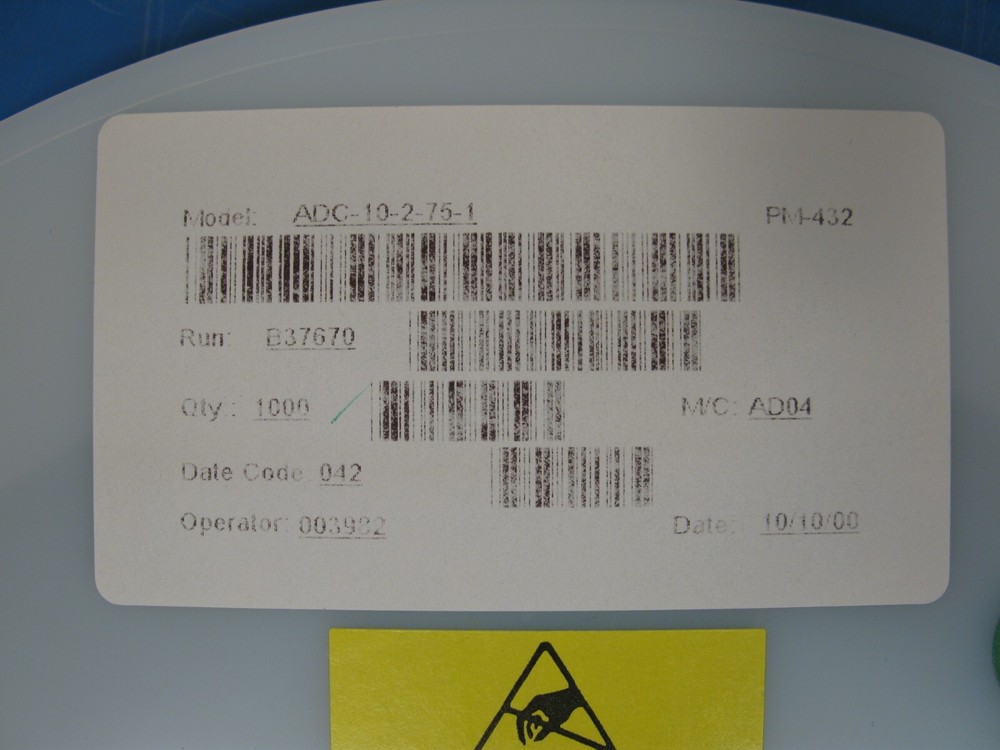 Model: ADC-10-2-75-1 PM-432
Run: B37670
Qty.: 1000 M/C: AD04
Date Code: 042
Operator: 003982 Date: 10/10/00